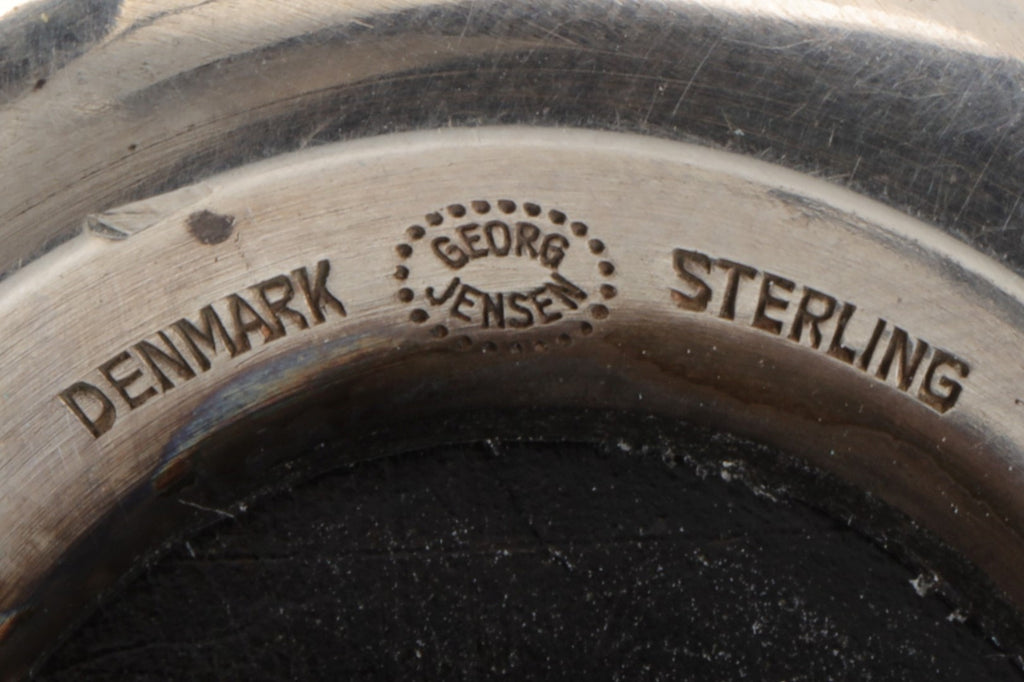 DENMARK
GEORG
JENSEN
STERLING